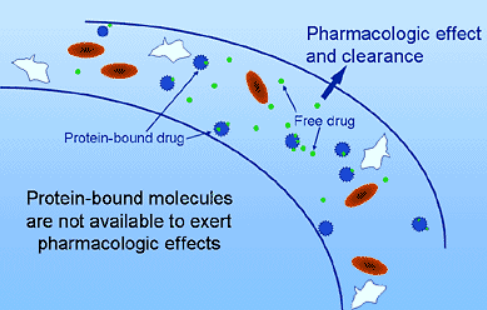 Pharmacologic effect
and clearance
Free drug
Protein-bound drug
Protein-bound molecules
are not available to exert
pharmacologic effects